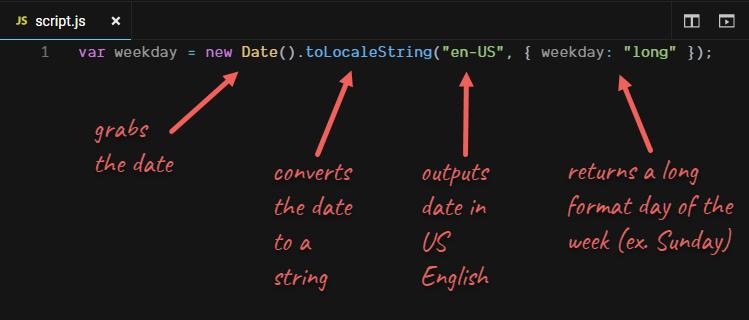 JS script.js ×
1 var weekday = new Date().toLocaleString("en-US", { weekday: "long" });
grabs
the date
converts
the date
to a
string
outputs
date in
US
English
returns a long
format day of the
week (ex. Sunday)